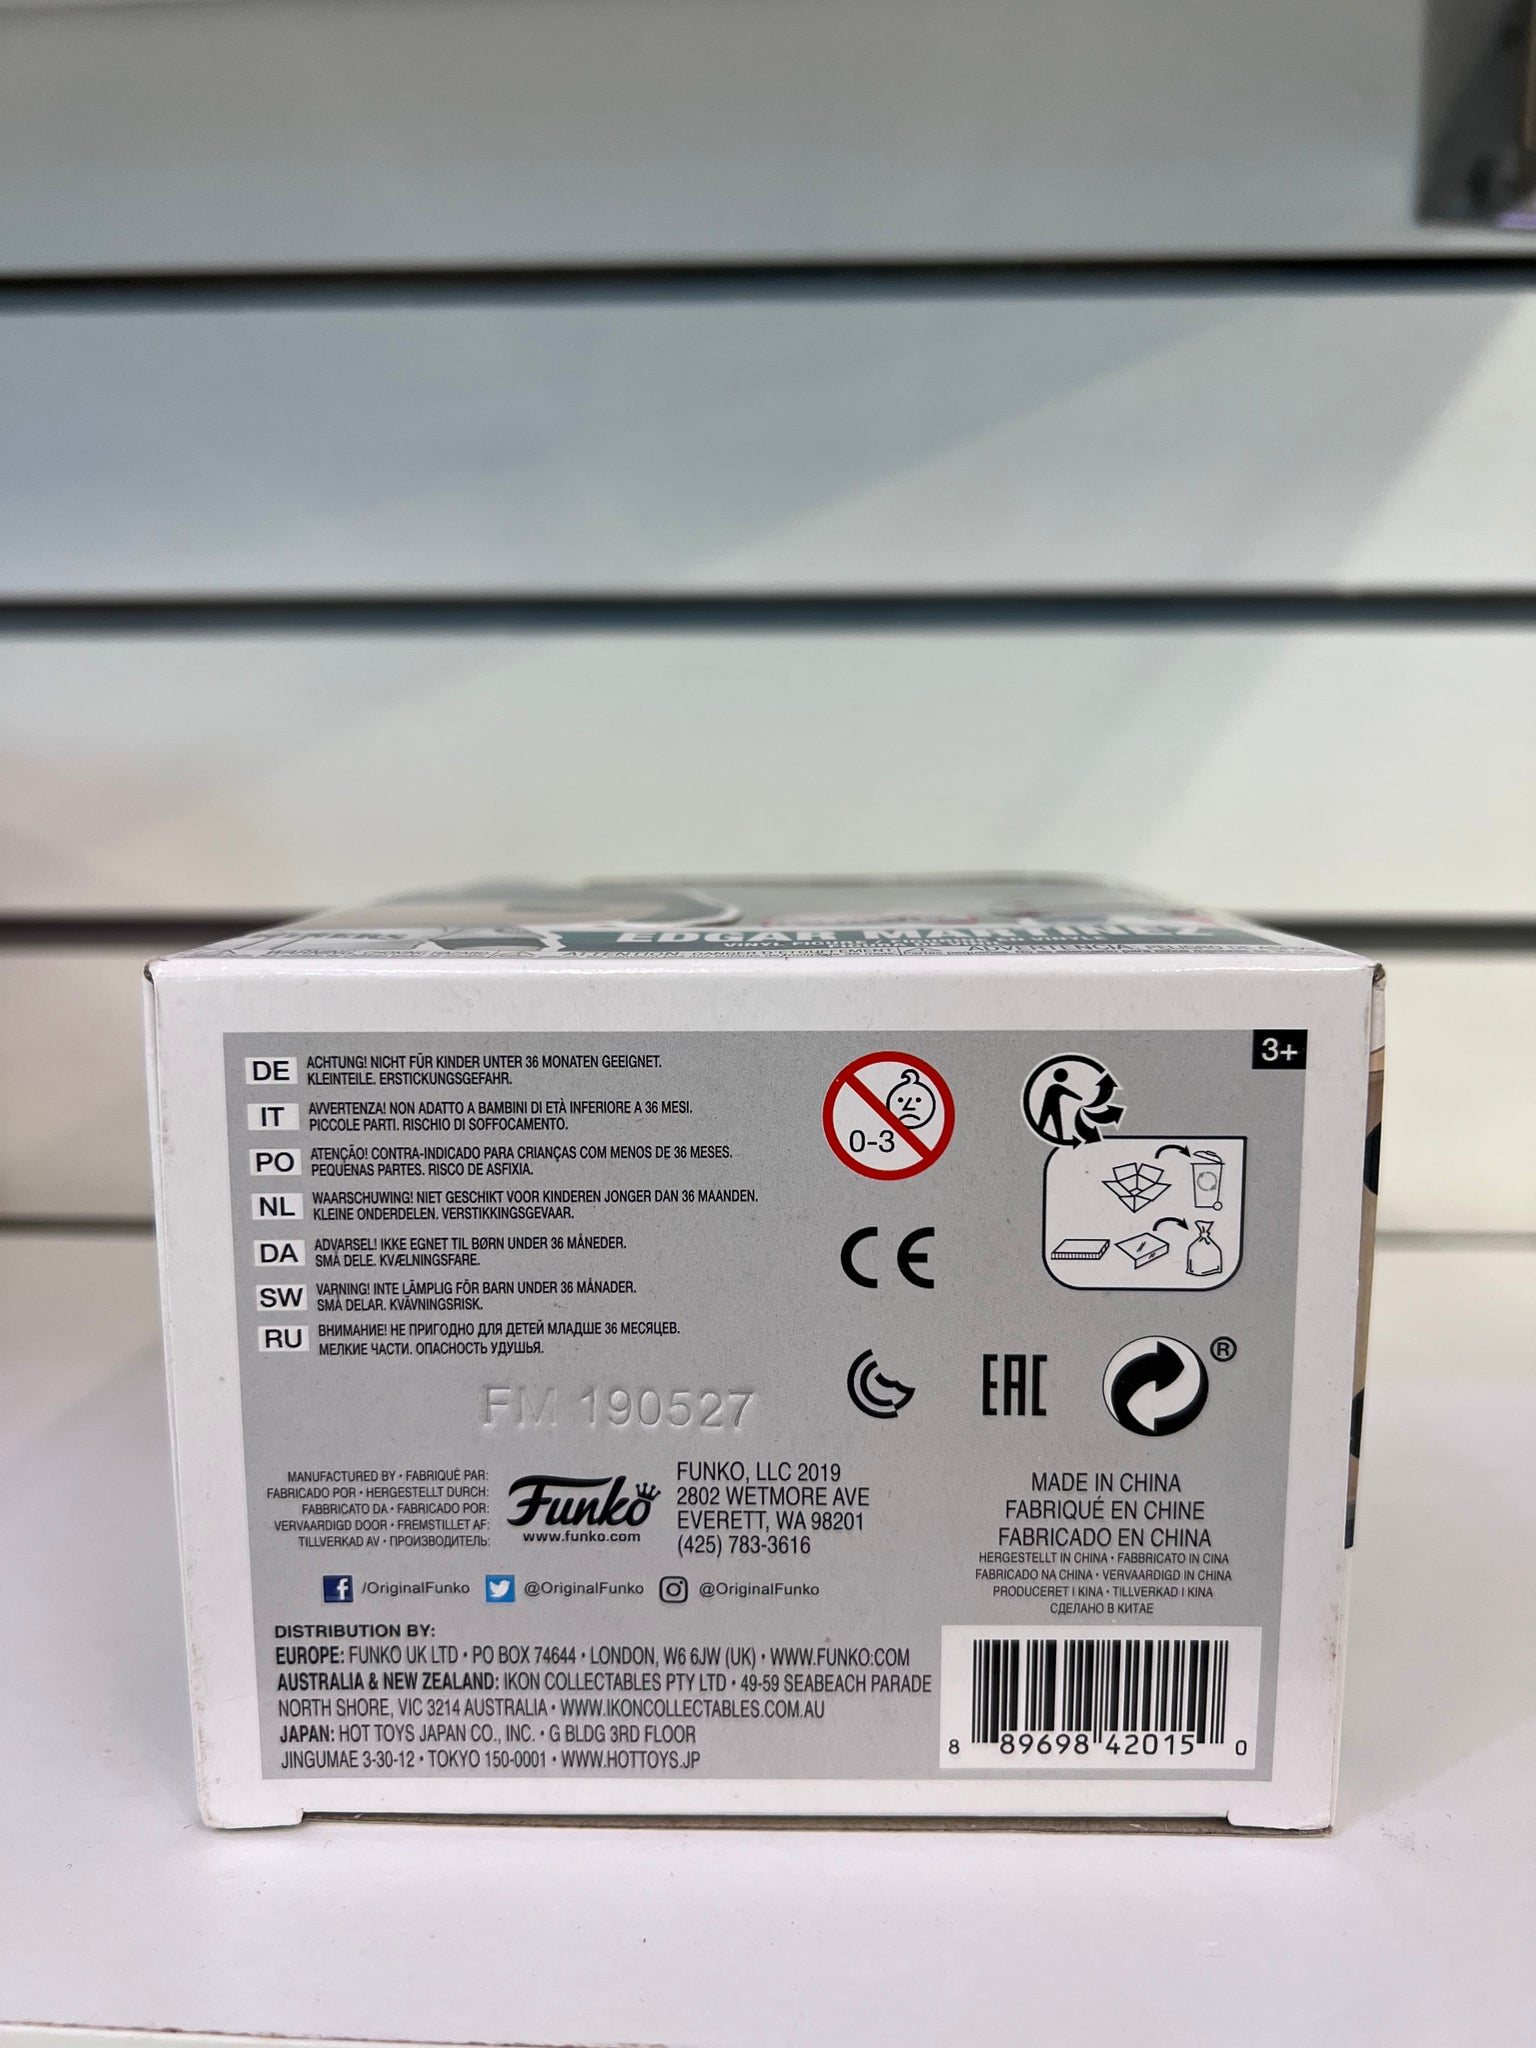 EDGAR MARTINEZ
3+
DE ACHTUNG! NICHT FÜR KINDER UNTER 36 MONATEN GEEIGNET.
KLEINTEILE. ERSTICKUNGSGEFAHR.
IT AVVERTENZA! NON ADATTO A BAMBINI DI ETÀ INFERIORE A 36 MESI.
PICCOLE PARTI. RISCHIO DI SOFFOCAMENTO.
PO ATENÇÃO! CONTRA-INDICADO PARA CRIANÇAS COM MENOS DE 36 MESES.
PEQUENAS PARTES. RISCO DE ASFIXIA.
NL WAARSCHUWING! NIET GESCHIKT VOOR KINDEREN JONGER DAN 36 MAANDEN.
KLEINE ONDERDELEN. VERSTIKKINGSGEVAAR.
DA ADVARSEL! IKKE EGNET TIL BØRN UNDER 36 MÅNEDER.
SMÅ DELE. KVÆLNINGSFARE.
SW VARNING! INTE LÄMPLIG FÖR BARN UNDER 36 MÅNADER.
SMÅ DELAR. KVÄVNINGSRISK.
RU ВНИМАНИЕ! НЕ ПРИГОДНО ДЛЯ ДЕТЕЙ МЛАДШЕ 36 МЕСЯЦЕВ.
МЕЛКИЕ ЧАСТИ. ОПАСНОСТЬ УДУШЬЯ.
0-3
CE
EAC
®
FM 190527
MANUFACTURED BY • FABRIQUÉ PAR:
FABRICADO POR • HERGESTELLT DURCH:
FABBRICATO DA • FABRICADO POR:
VERVAARDIGD DOOR • FREMSTILLET AF:
TILLVERKAD AV • ПРОИЗВОДИТЕЛЬ:
Funko
www.funko.com
FUNKO, LLC 2019
2802 WETMORE AVE
EVERETT, WA 98201
(425) 783-3616
MADE IN CHINA
FABRIQUÉ EN CHINE
FABRICADO EN CHINA
HERGESTELLT IN CHINA • FABBRICATO IN CINA
FABRICADO NA CHINA • VERVAARDIGD IN CHINA
PRODUCERET I KINA • TILLVERKAD I KINA
СДЕЛАНО В КИТАЕ
/OriginalFunko @OriginalFunko @OriginalFunko
DISTRIBUTION BY:
EUROPE: FUNKO UK LTD • PO BOX 74644 • LONDON, W6 6JW (UK) • WWW.FUNKO.COM
AUSTRALIA & NEW ZEALAND: IKON COLLECTABLES PTY LTD • 49-59 SEABEACH PARADE
NORTH SHORE, VIC 3214 AUSTRALIA • WWW.IKONCOLLECTABLES.COM.AU
JAPAN: HOT TOYS JAPAN CO., INC. • G BLDG 3RD FLOOR
JINGUMAE 3-30-12 • TOKYO 150-0001 • WWW.HOTTOYS.JP
8 89698 42015 0